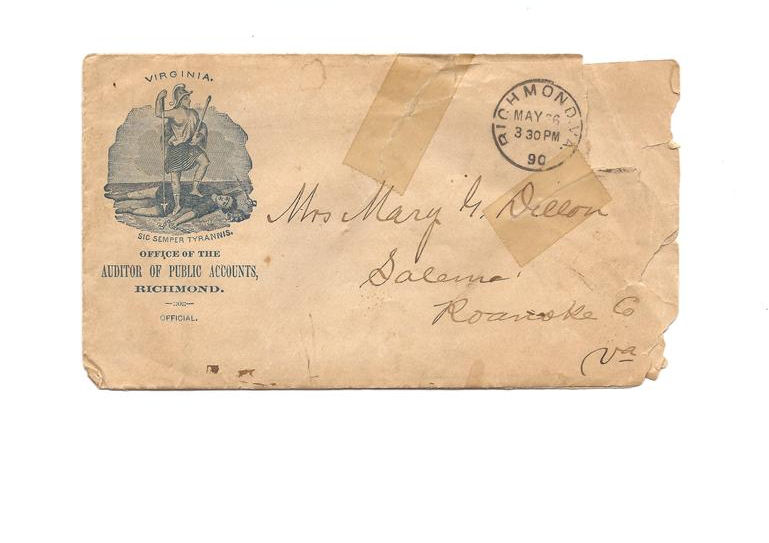 VIRGINIA.
SIC SEMPER TYRANNIS.
OFFICE OF THE
AUDITOR OF PUBLIC ACCOUNTS,
RICHMOND.
OFFICIAL.
RICHMOND, VA.
MAY 26
3 30 PM
90
Mrs Mary G. Dillon
Salem
Roanoke Co
Va